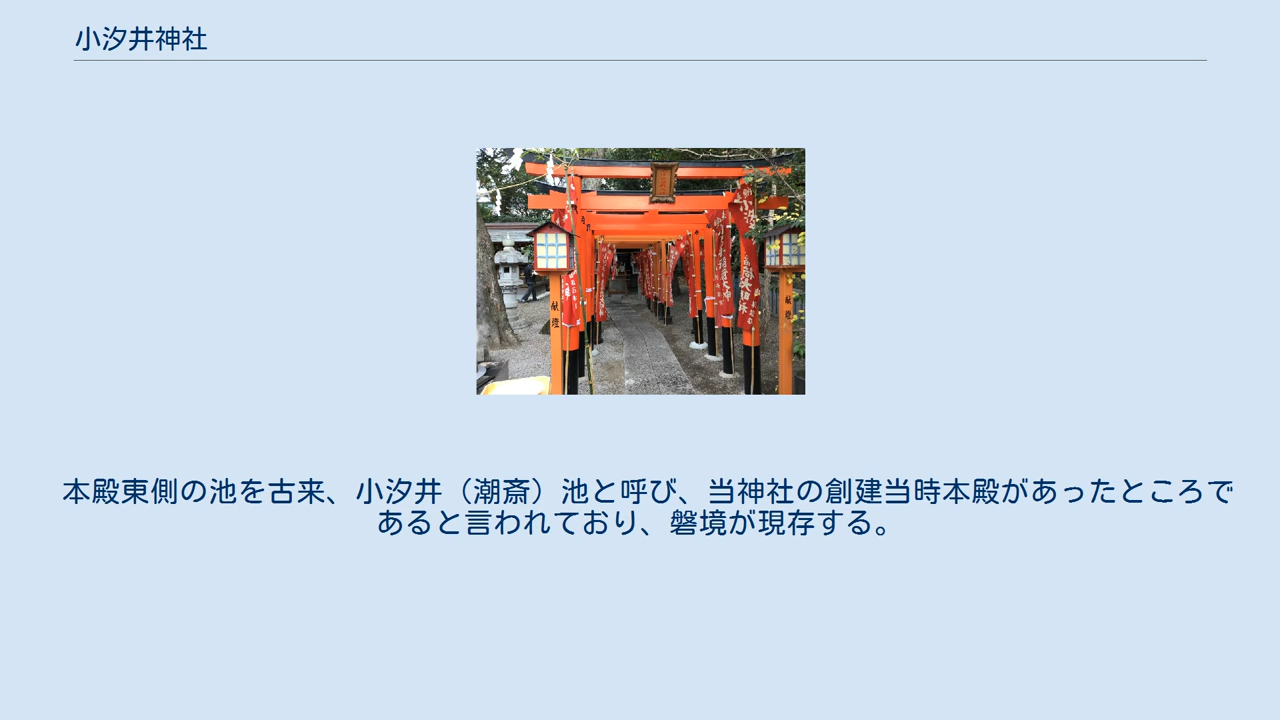 小汐井神社
献
燈
本殿東側の池を古来、小汐井（潮斎）池と呼び、当神社の創建当時本殿があったところで
あると言われており、磐境が現存する。